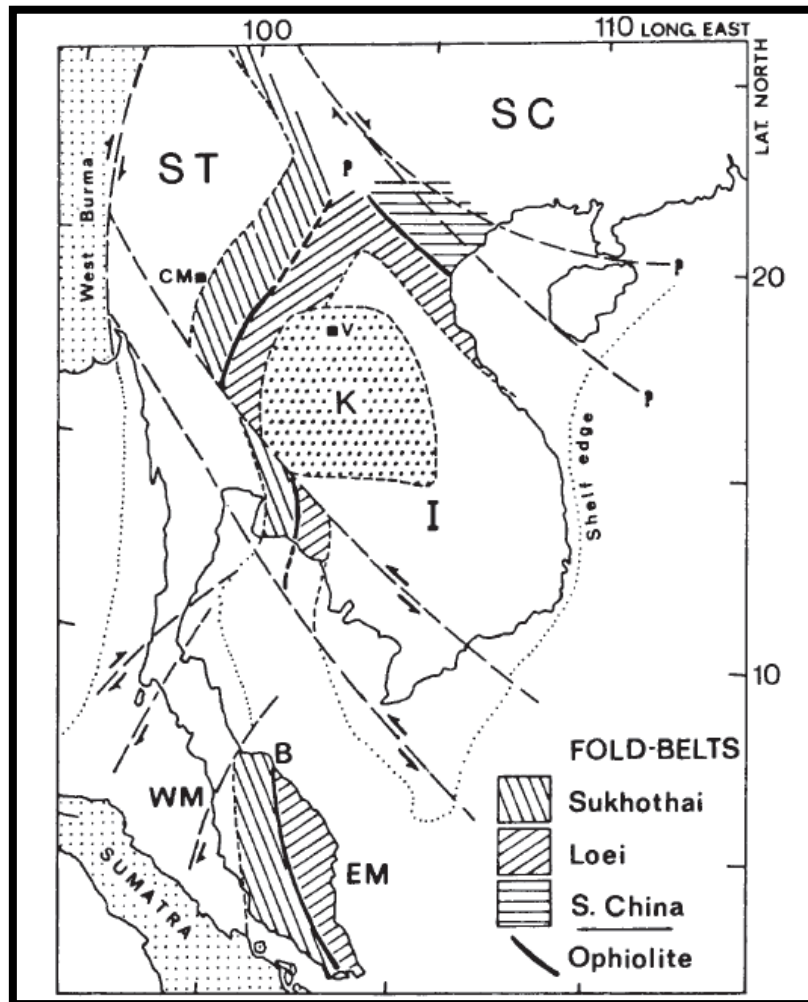 100
110 LONG. EAST
LAT. NORTH
SC
ST
?
West Burma
CM
20
?
V
K
?
Shelf edge
I
10
B
WM
EM
SUMATRA
FOLD-BELTS
Sukhothai
Loei
S. China
Ophiolite